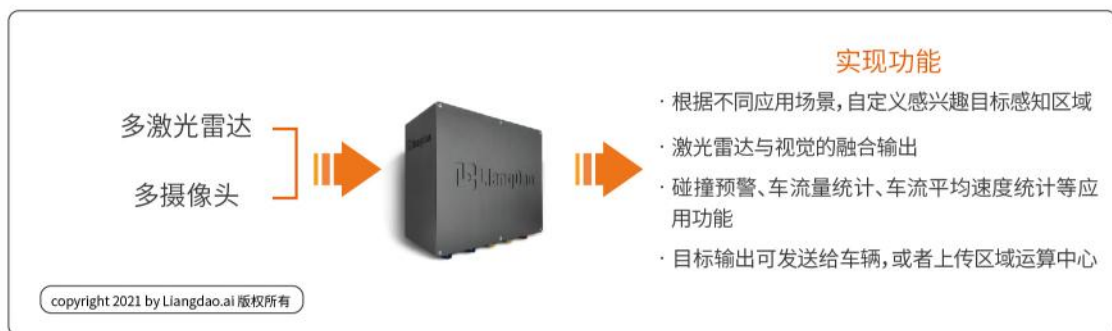 实现功能
多激光雷达
多摄像头
Liangdao
· 根据不同应用场景,自定义感兴趣目标感知区域
· 激光雷达与视觉的融合输出
· 碰撞预警、车流量统计、车流平均速度统计等应
用功能
· 目标输出可发送给车辆,或者上传区域运算中心
copyright 2021 by Liangdao.ai 版权所有